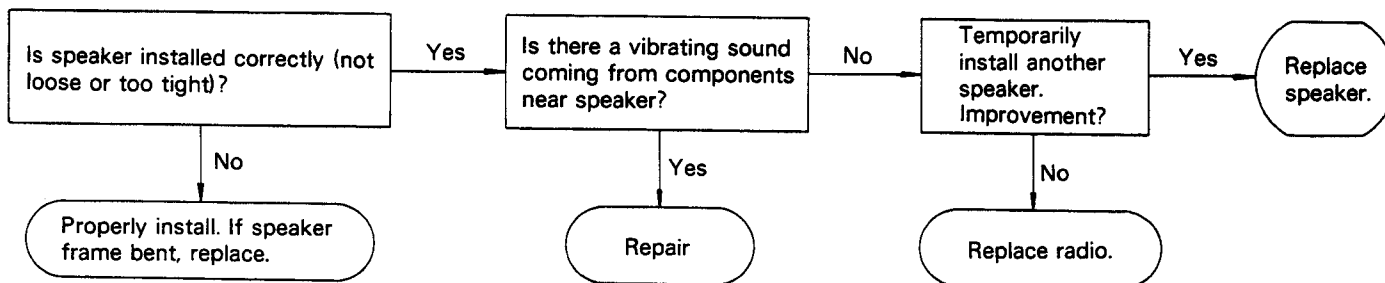 Is speaker installed correctly (not
loose or too tight)?
Yes
Is there a vibrating sound
coming from components
near speaker?
No
Temporarily
install another
speaker.
Improvement?
Yes
Replace
speaker.
No
Properly install. If speaker
frame bent, replace.
Yes
Repair
No
Replace radio.